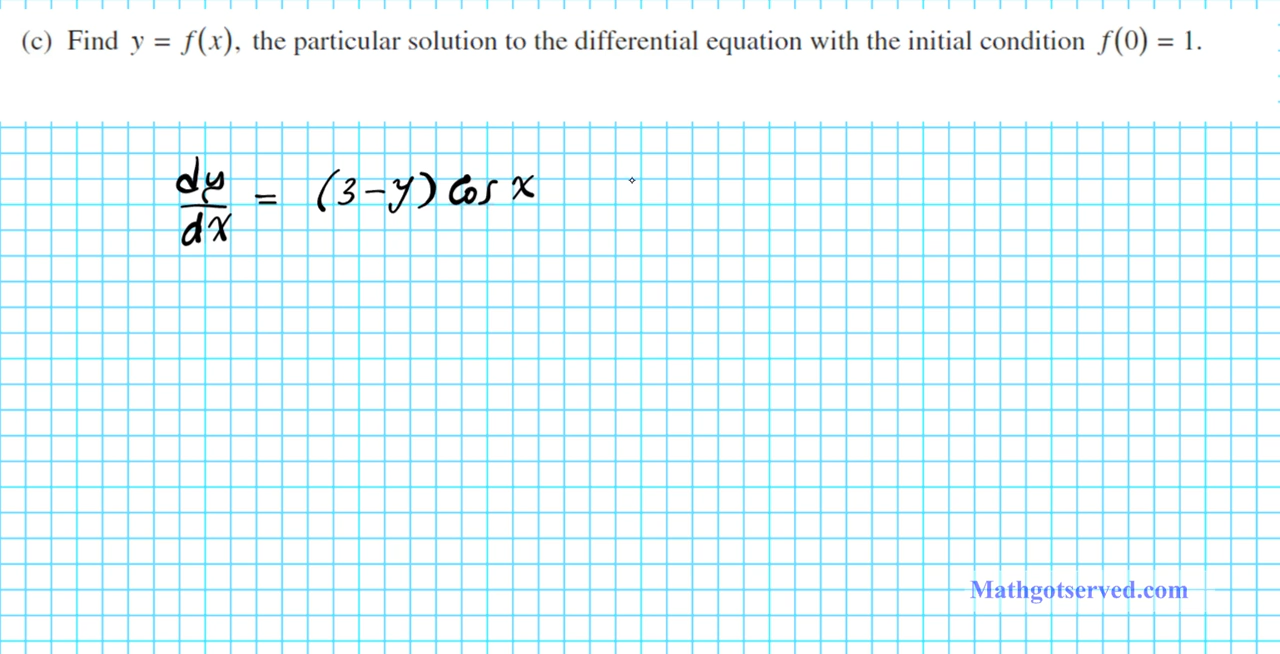 (c) Find y = f(x), the particular solution to the differential equation with the initial condition f(0) = 1.
dy/dx = (3-y) cos x
Mathgotserved.com